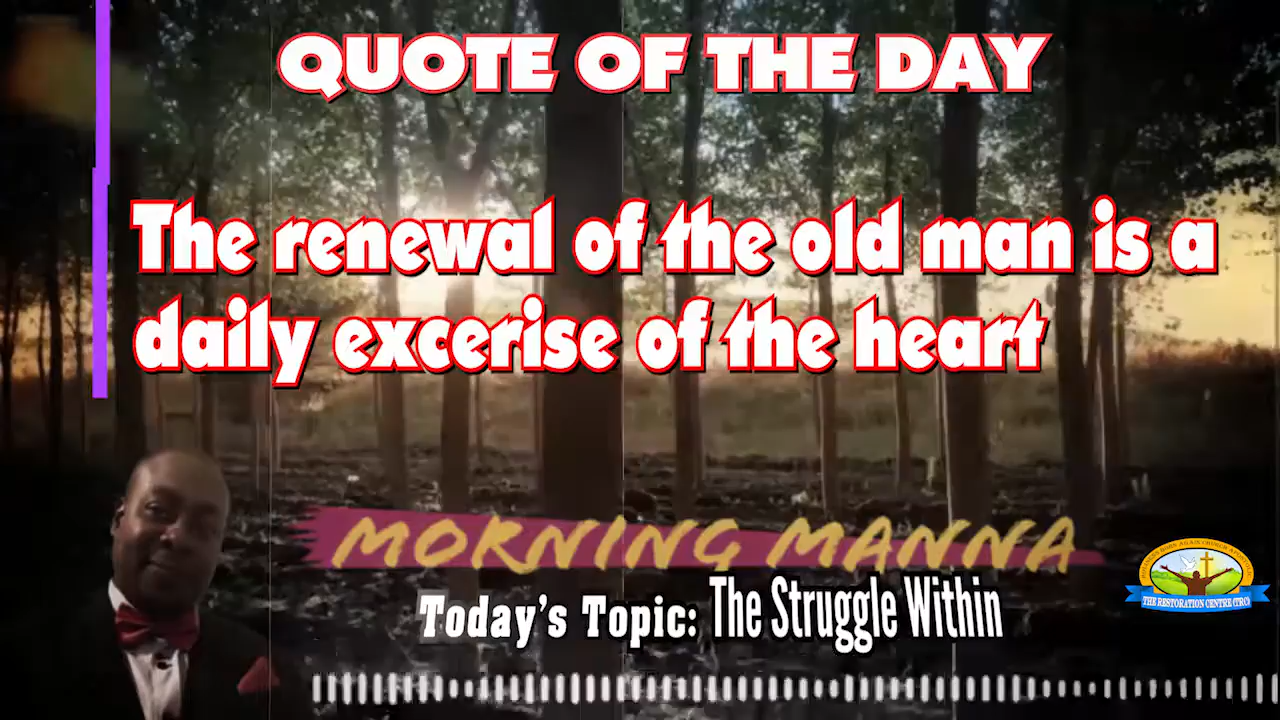 QUOTE OF THE DAY
The renewal of the old man is a
daily excerise of the heart
MORNING MANNA
Today's Topic: The Struggle Within
THE RESTORATION CENTRE (TRC)